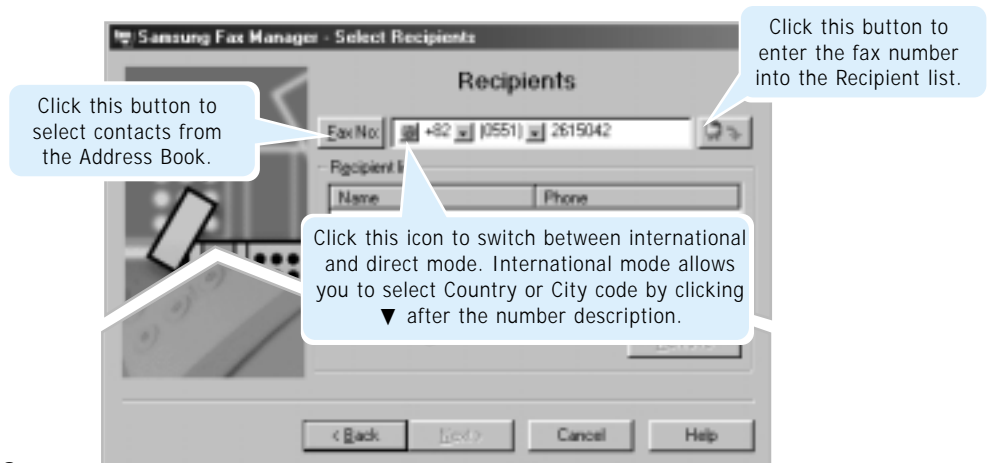 Samsung Fax Manager - Select Recipients
Click this button to
enter the fax number
into the Recipient list.
Recipients
Click this button to
select contacts from
the Address Book.
Fax No:
+82 (0551) 2615042
Recipient
Name Phone
Click this icon to switch between international
and direct mode. International mode allows
you to select Country or City code by clicking
▼ after the number description.
< Back Next > Cancel Help